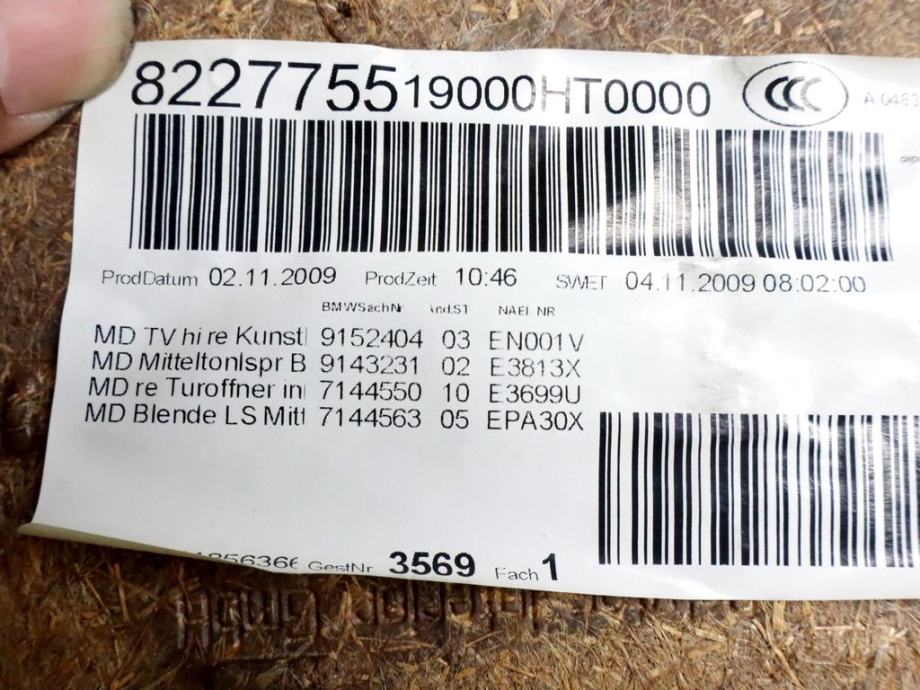 822775519000HT0000
CCC
A 0482
ProdDatum 02.11.2009 ProdZeit 10:46 SWET 04.11.2009 08:02:00
BMWSachNr Änd.ST NAEL NR
MD TV hi re Kunstl 9152404 03 EN001V
MD Mitteltonlspr B 9143231 02 E3813X
MD re Turoffner in 7144550 10 E3699U
MD Blende LS Mitt 7144563 05 EPA30X
GestNr 3569 Fach 1